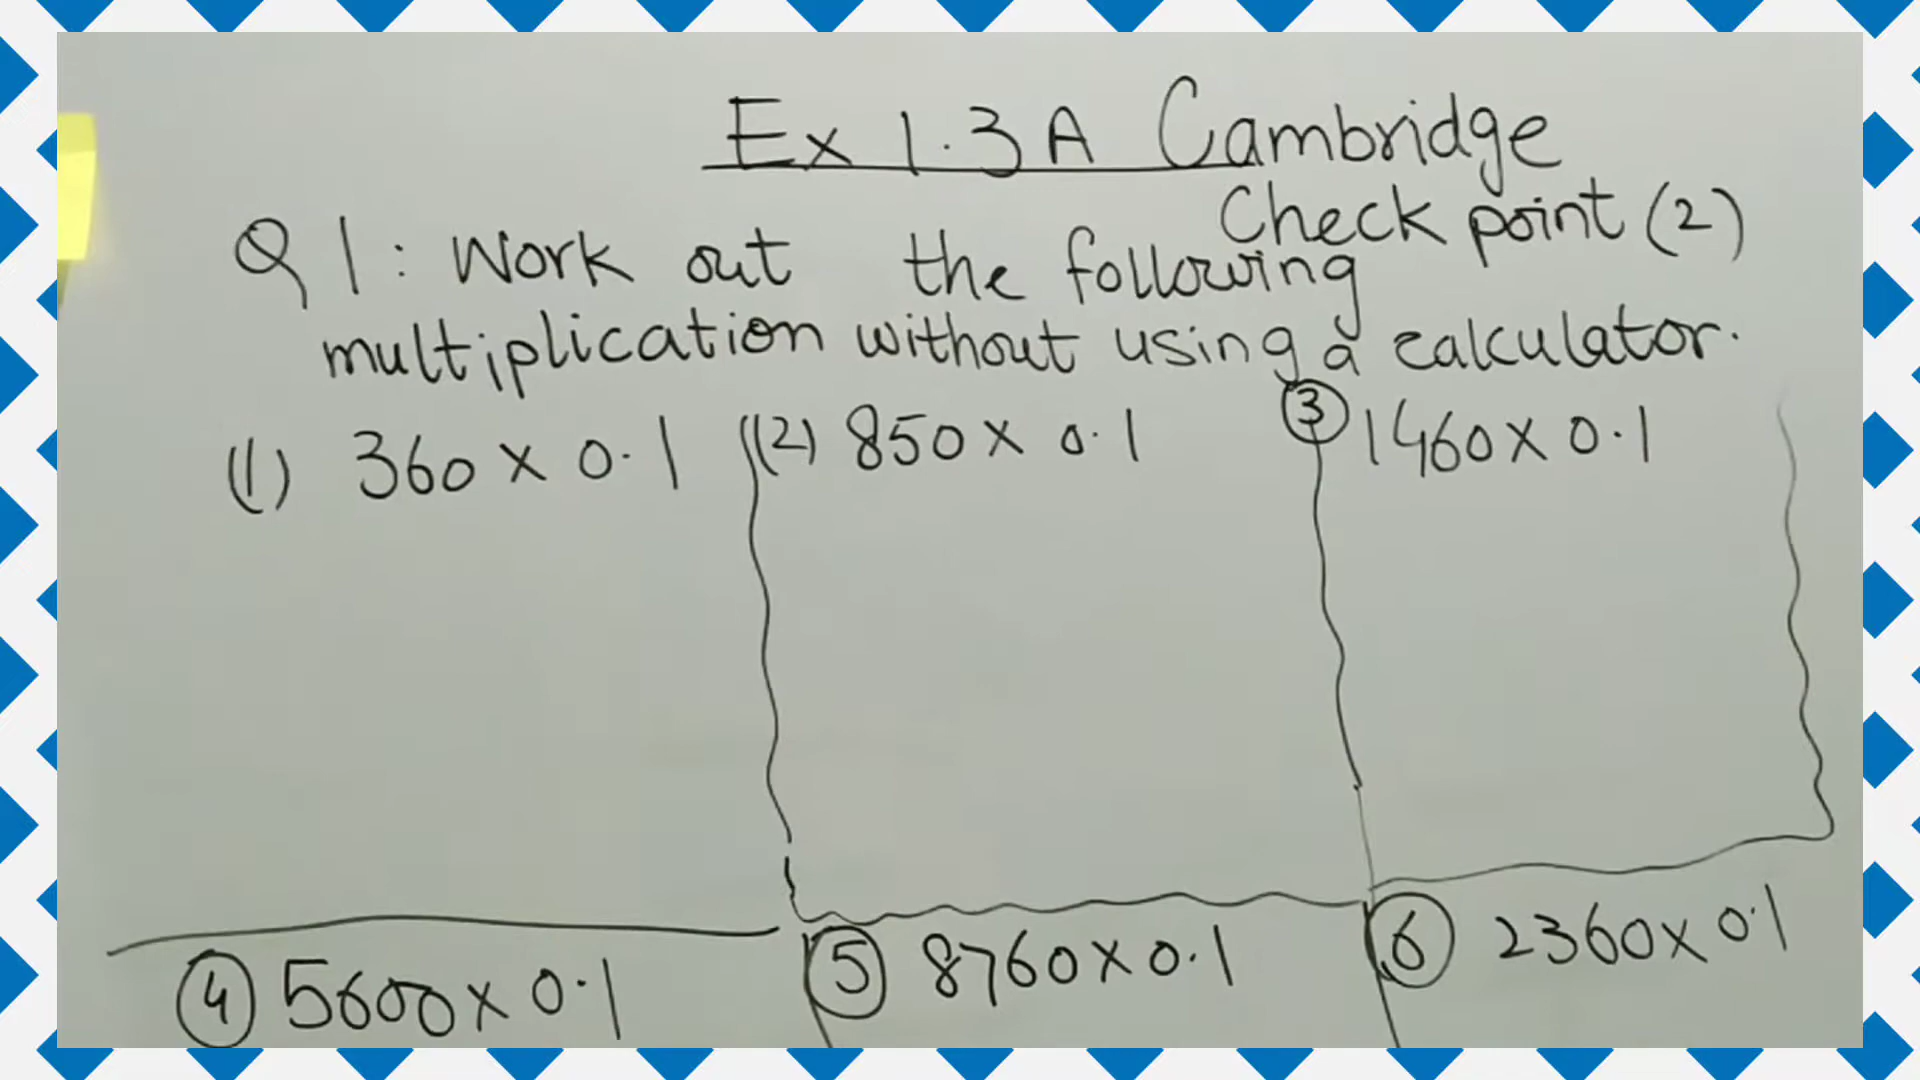 Ex 1.3A Cambridge
Check point (2)
Q1: Work out the following
multiplication without using a calculator.
(1) 360 x 0.1
(2) 850 x 0.1
3 1460 x 0.1
4 5600 x 0.1
5 8760 x 0.1
6 2360 x 0.1